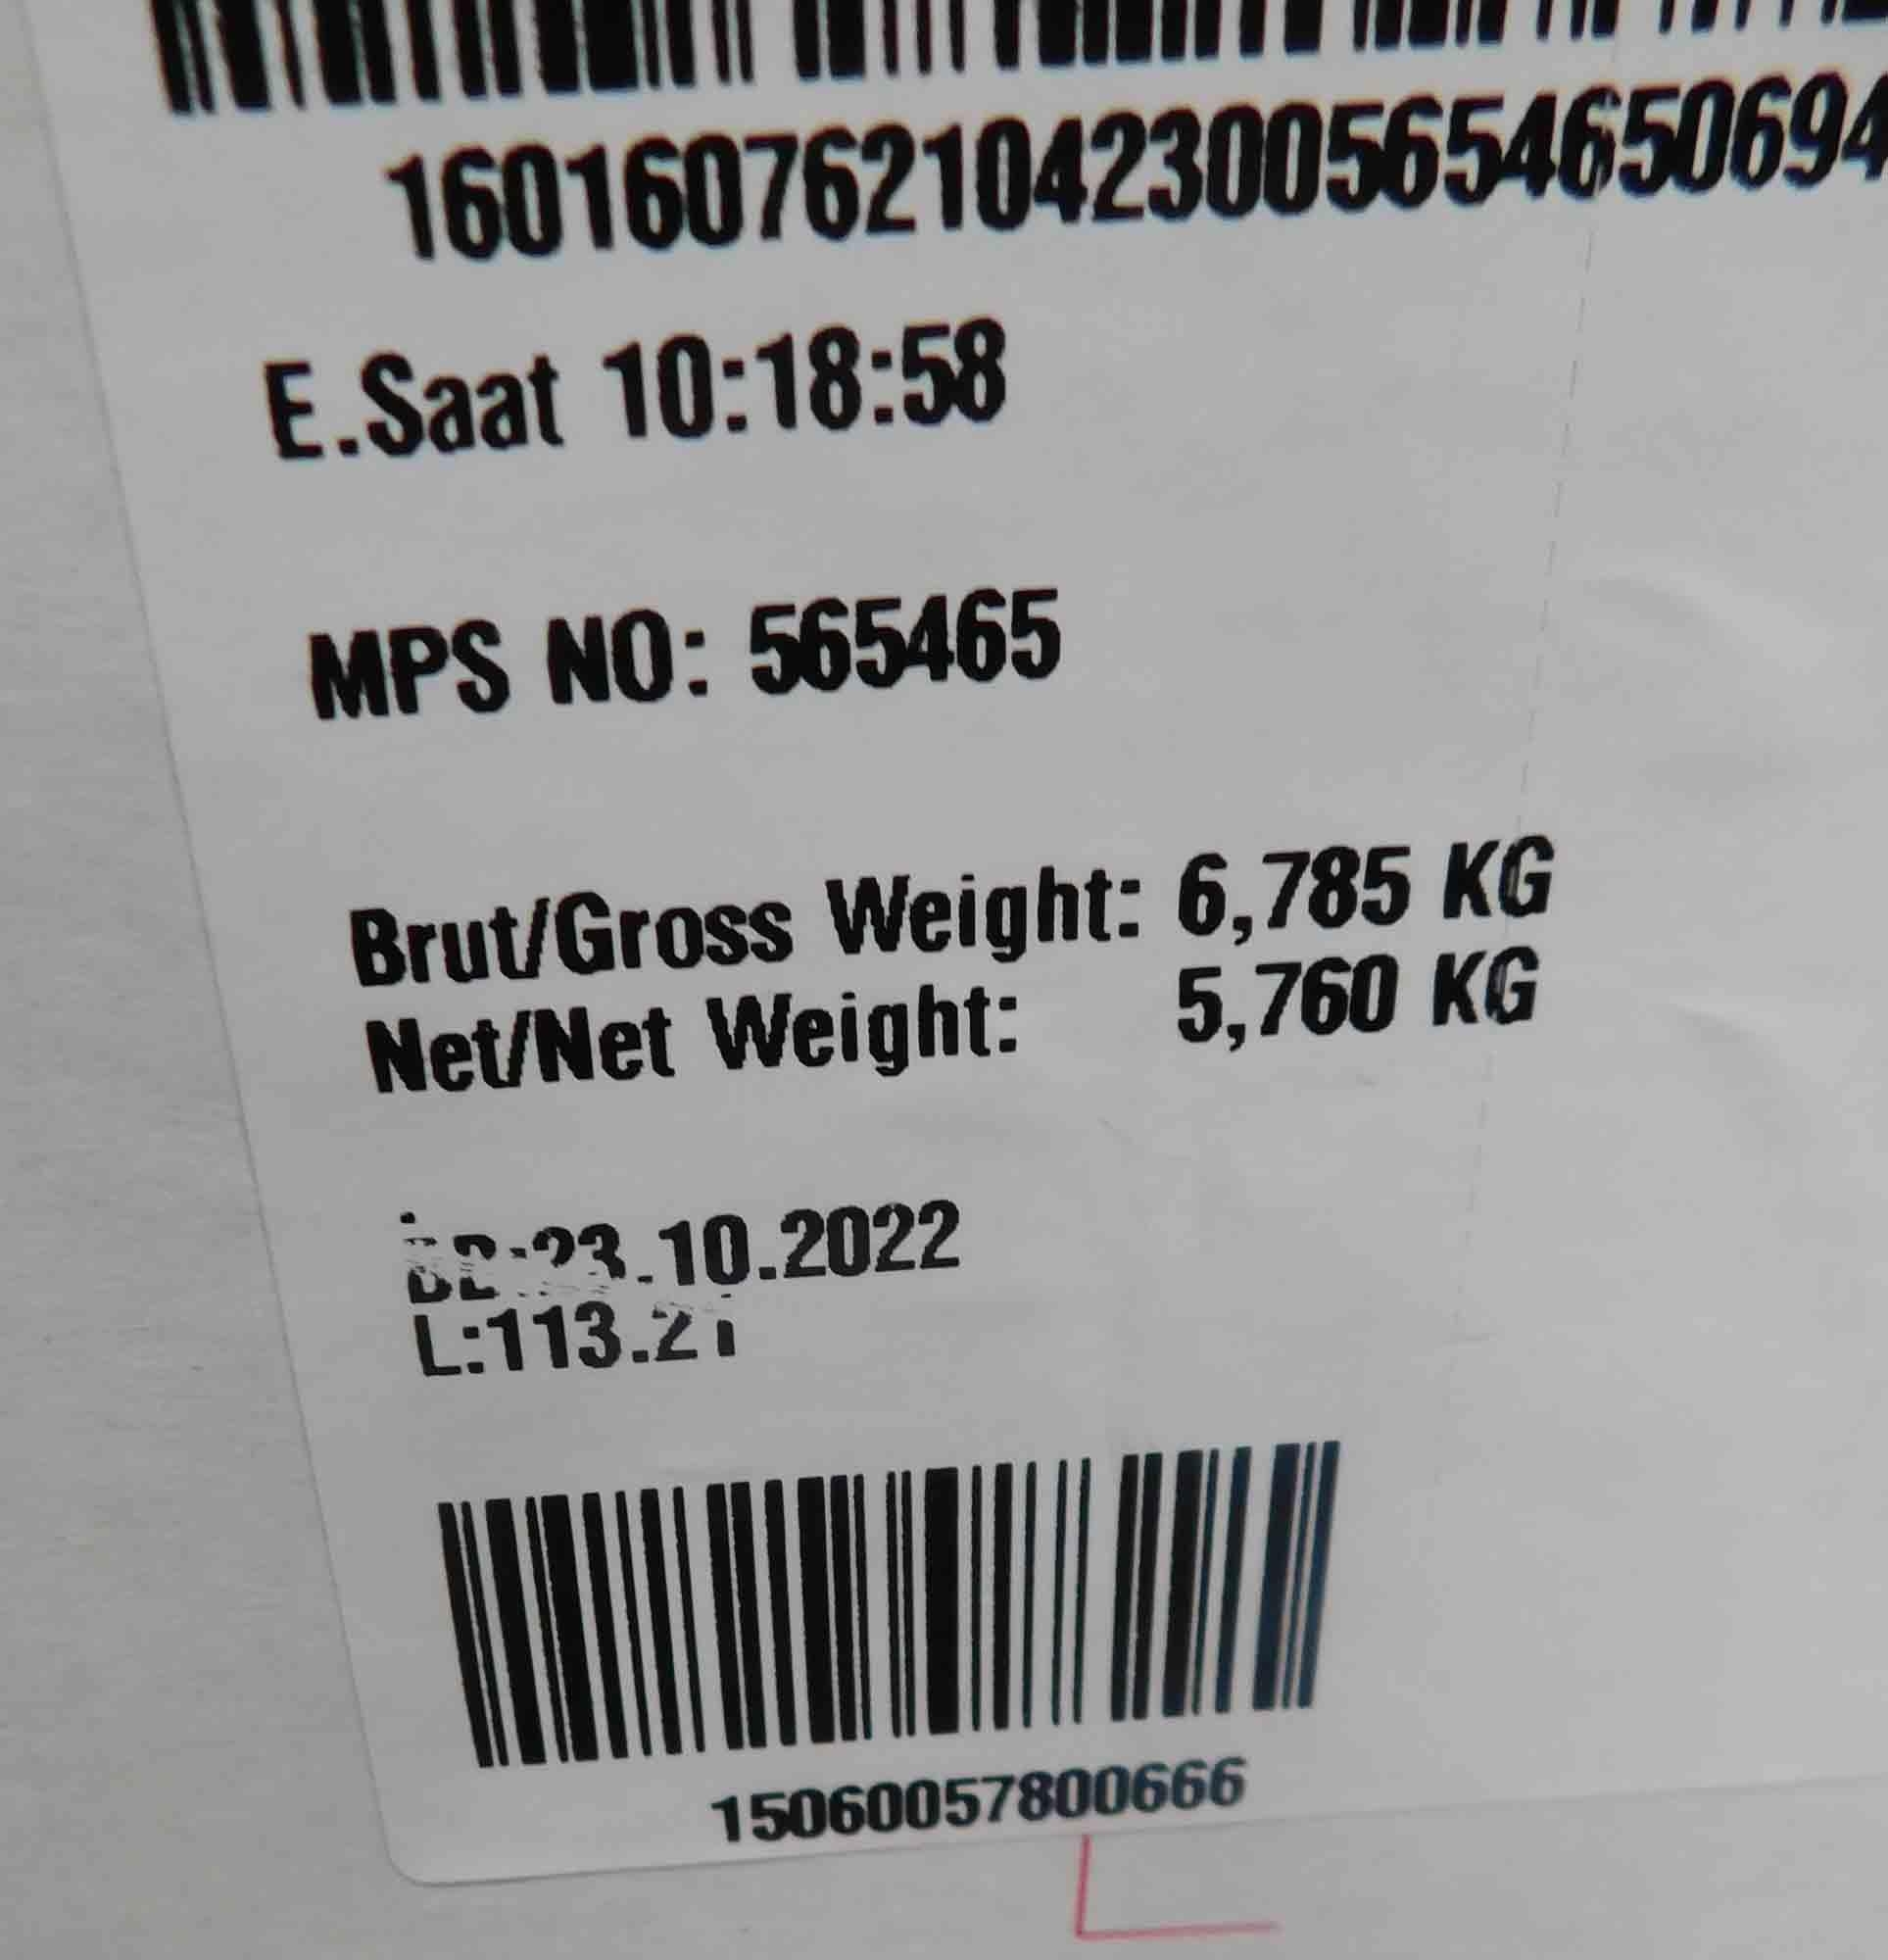 16016076210423005654650694
E.Saat 10:18:58
MPS NO: 565465
Brut/Gross Weight: 6,785 KG
Net/Net Weight: 5,760 KG
BB:23.10.2022
L:113.21
15060057800666